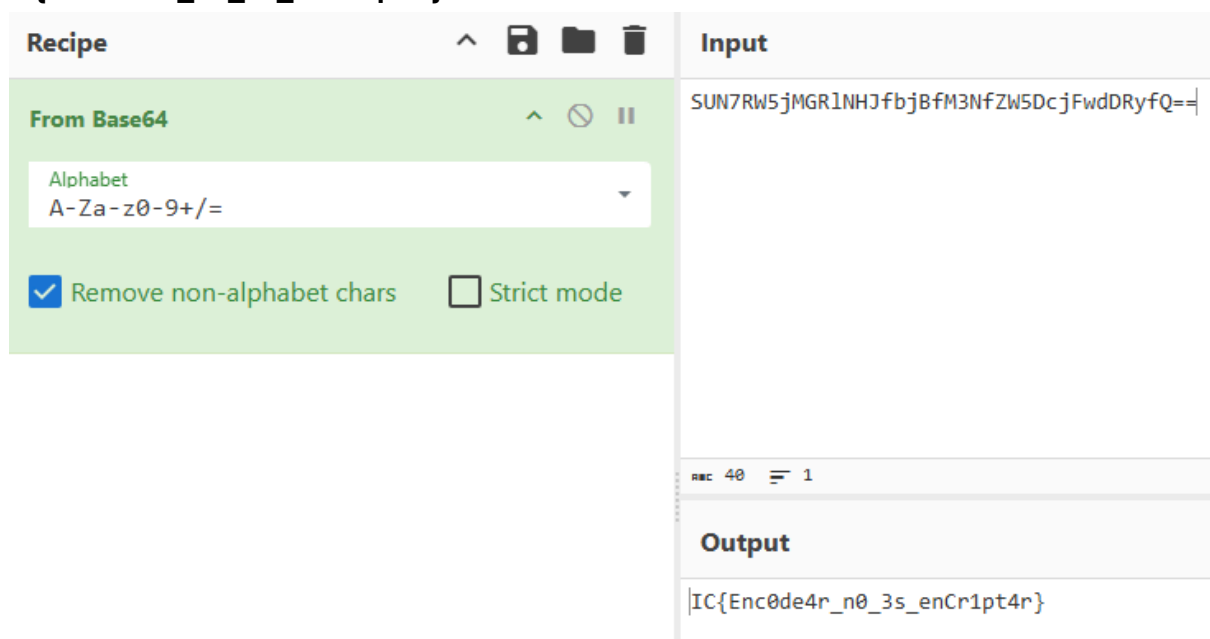 Recipe
Input
From Base64
SUN7RW5jMGRlNHJfbjBfM3NfZW5DcjFwdDRyfQ==
Alphabet
A-Za-z0-9+/=
Remove non-alphabet chars
Strict mode
ABC 40 1
Output
IC{Enc0de4r_n0_3s_enCr1pt4r}